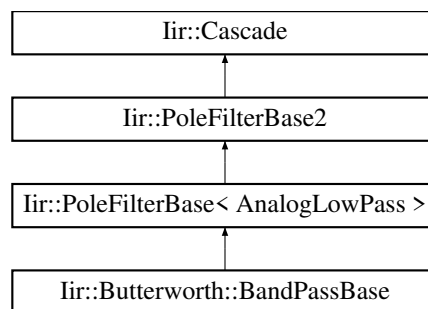 Iir::Cascade
Iir::PoleFilterBase2
Iir::PoleFilterBase< AnalogLowPass >
Iir::Butterworth::BandPassBase